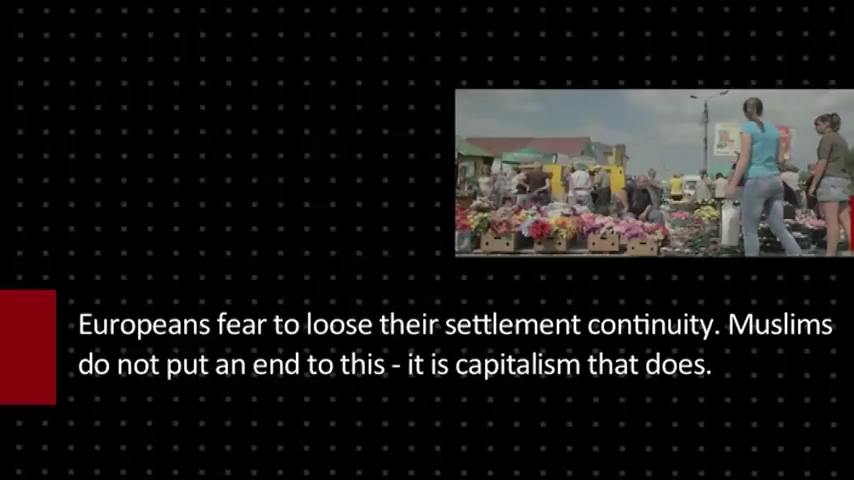 Europeans fear to loose their settlement continuity. Muslims
do not put an end to this - it is capitalism that does.